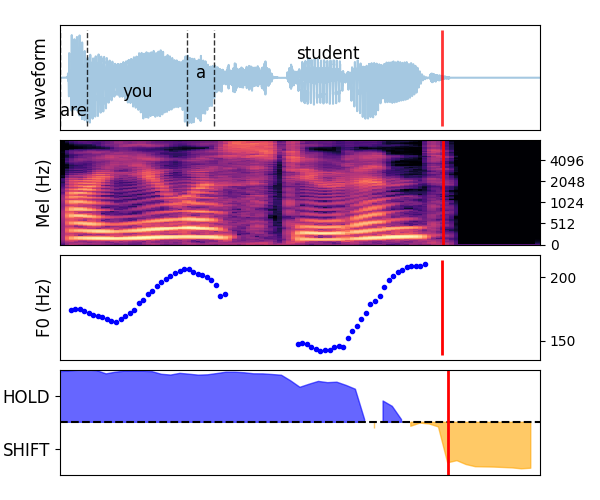 waveform
are
you
a
student
Mel (Hz)
4096
2048
1024
512
0
F0 (Hz)
200
150
HOLD
SHIFT